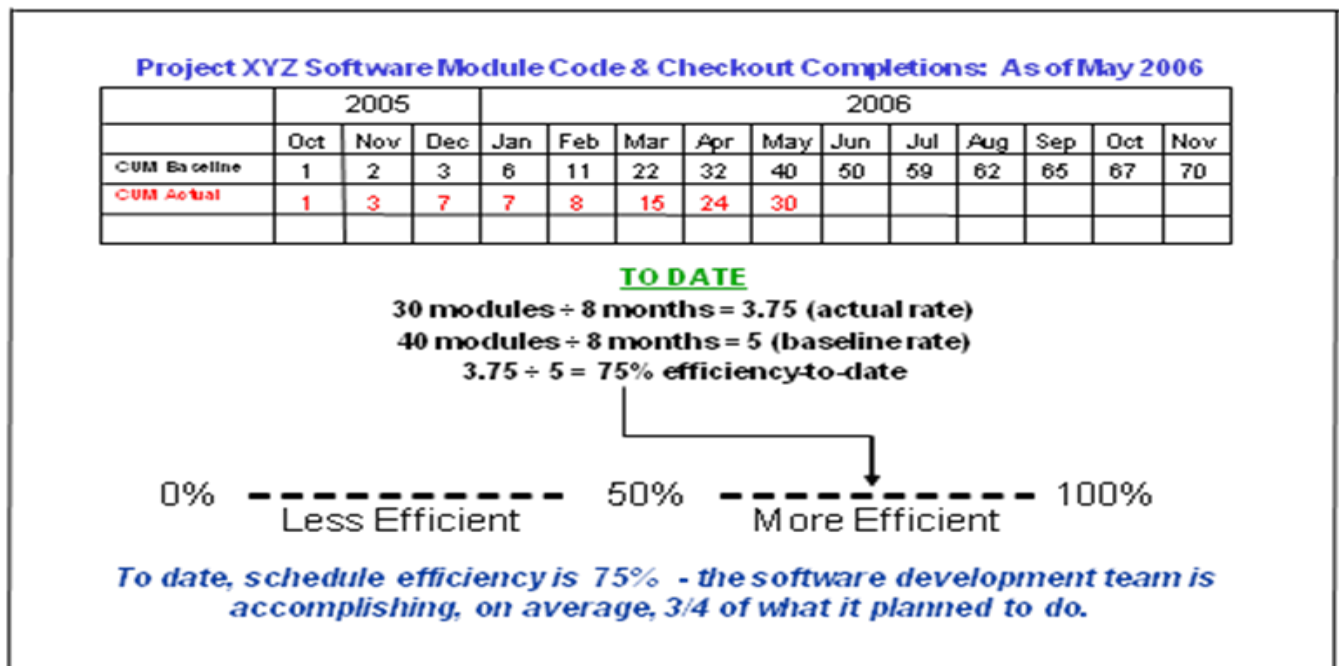 Project XYZ Software Module Code & Checkout Completions: As of May 2006
2005 2006
Oct Nov Dec Jan Feb Mar Apr May Jun Jul Aug Sep Oct Nov
CUM Baseline 1 2 3 6 11 22 32 40 50 59 62 65 67 70
CUM Actual 1 3 7 7 8 15 24 30
TO DATE
30 modules ÷ 8 months = 3.75 (actual rate)
40 modules ÷ 8 months = 5 (baseline rate)
3.75 ÷ 5 = 75% efficiency-to-date
0% 50% 100%
Less Efficient More Efficient
To date, schedule efficiency is 75% - the software development team is
accomplishing, on average, 3/4 of what it planned to do.